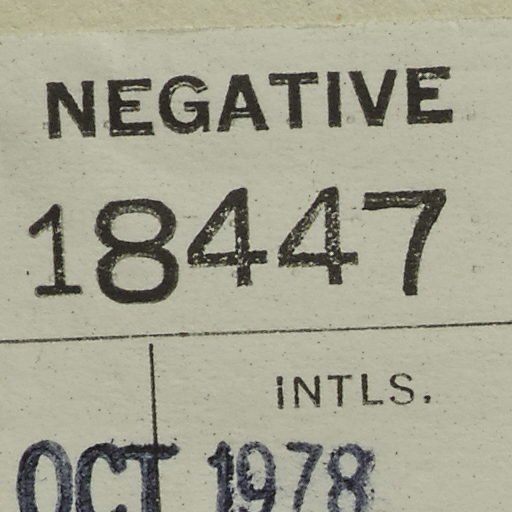 NEGATIVE
18447
INTLS.
OCT 1978